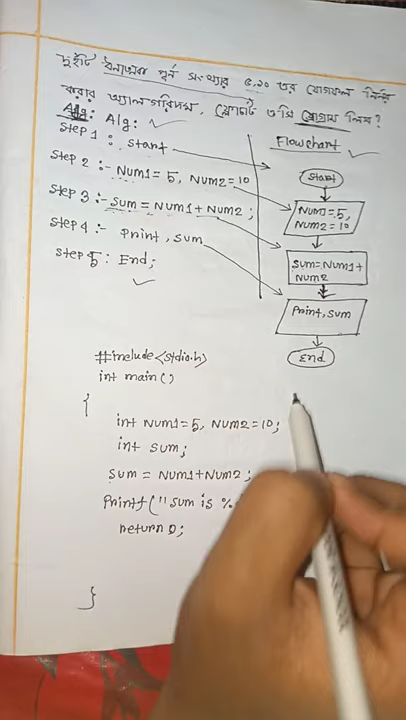 দুইটি ধনাত্মক পূর্ন সংখ্যার ৫,১০ এর যোগফল নির্নয়
করার অ্যালগরিদম, ফ্লোচার্ট ও সি প্রোগ্রাম লিখ?
Alg: Alg:
Step 1 : Start
Step 2 :- Num1 = 5, Num2 = 10
Step 3 :- Sum = Num1 + Num2 ;
Step 4 :- Print, Sum
Step 5 : End;
Flowchart
Start
Num1 = 5,
Num2 = 10
Sum = Num1 +
Num2
Print, Sum
End
#include<stdio.h>
int main()
{
int Num1=5, Num2=10;
int Sum;
Sum = Num1+Num2;
Printf("Sum is %
return 0;
}